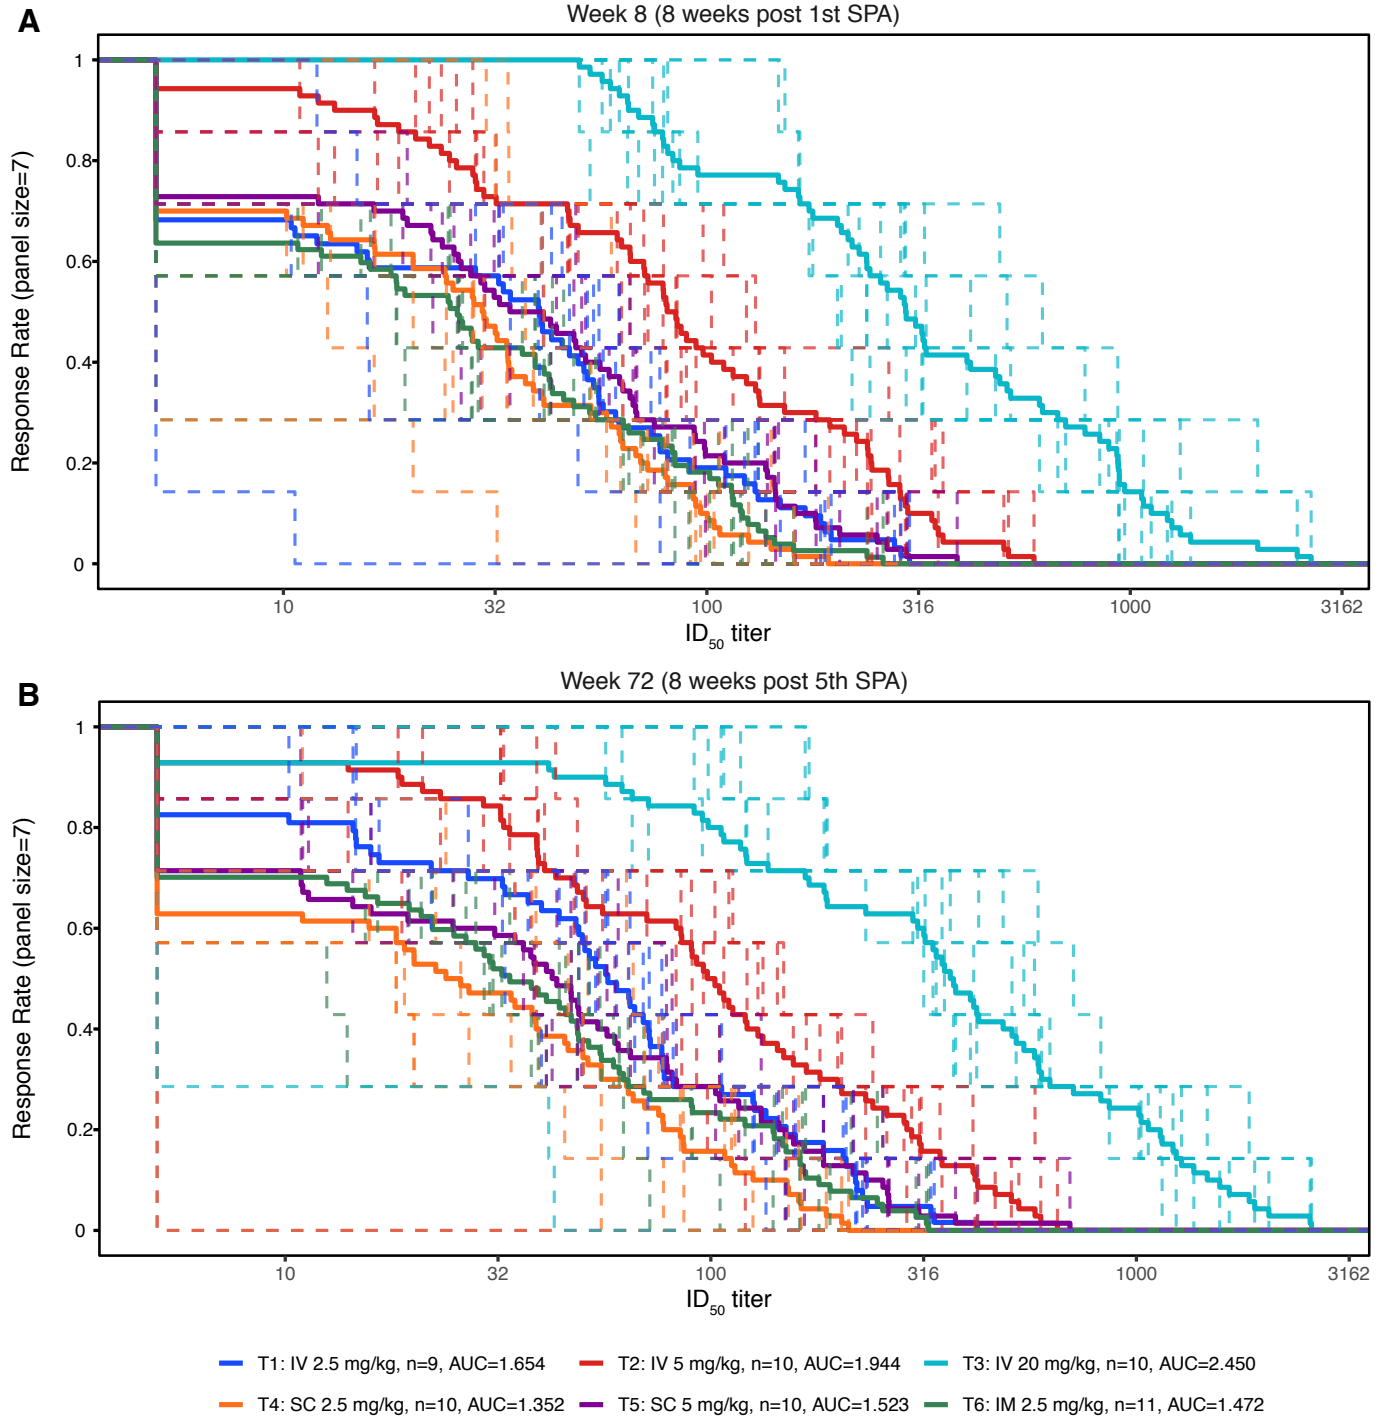 A
Week 8 (8 weeks post 1st SPA)
Response Rate (panel size=7)
1
0.8
0.6
0.4
0.2
0
10 32 100 316 1000 3162
ID50 titer
B
Week 72 (8 weeks post 5th SPA)
Response Rate (panel size=7)
1
0.8
0.6
0.4
0.2
0
10 32 100 316 1000 3162
ID50 titer
T1: IV 2.5 mg/kg, n=9, AUC=1.654 T2: IV 5 mg/kg, n=10, AUC=1.944 T3: IV 20 mg/kg, n=10, AUC=2.450
T4: SC 2.5 mg/kg, n=10, AUC=1.352 T5: SC 5 mg/kg, n=10, AUC=1.523 T6: IM 2.5 mg/kg, n=11, AUC=1.472